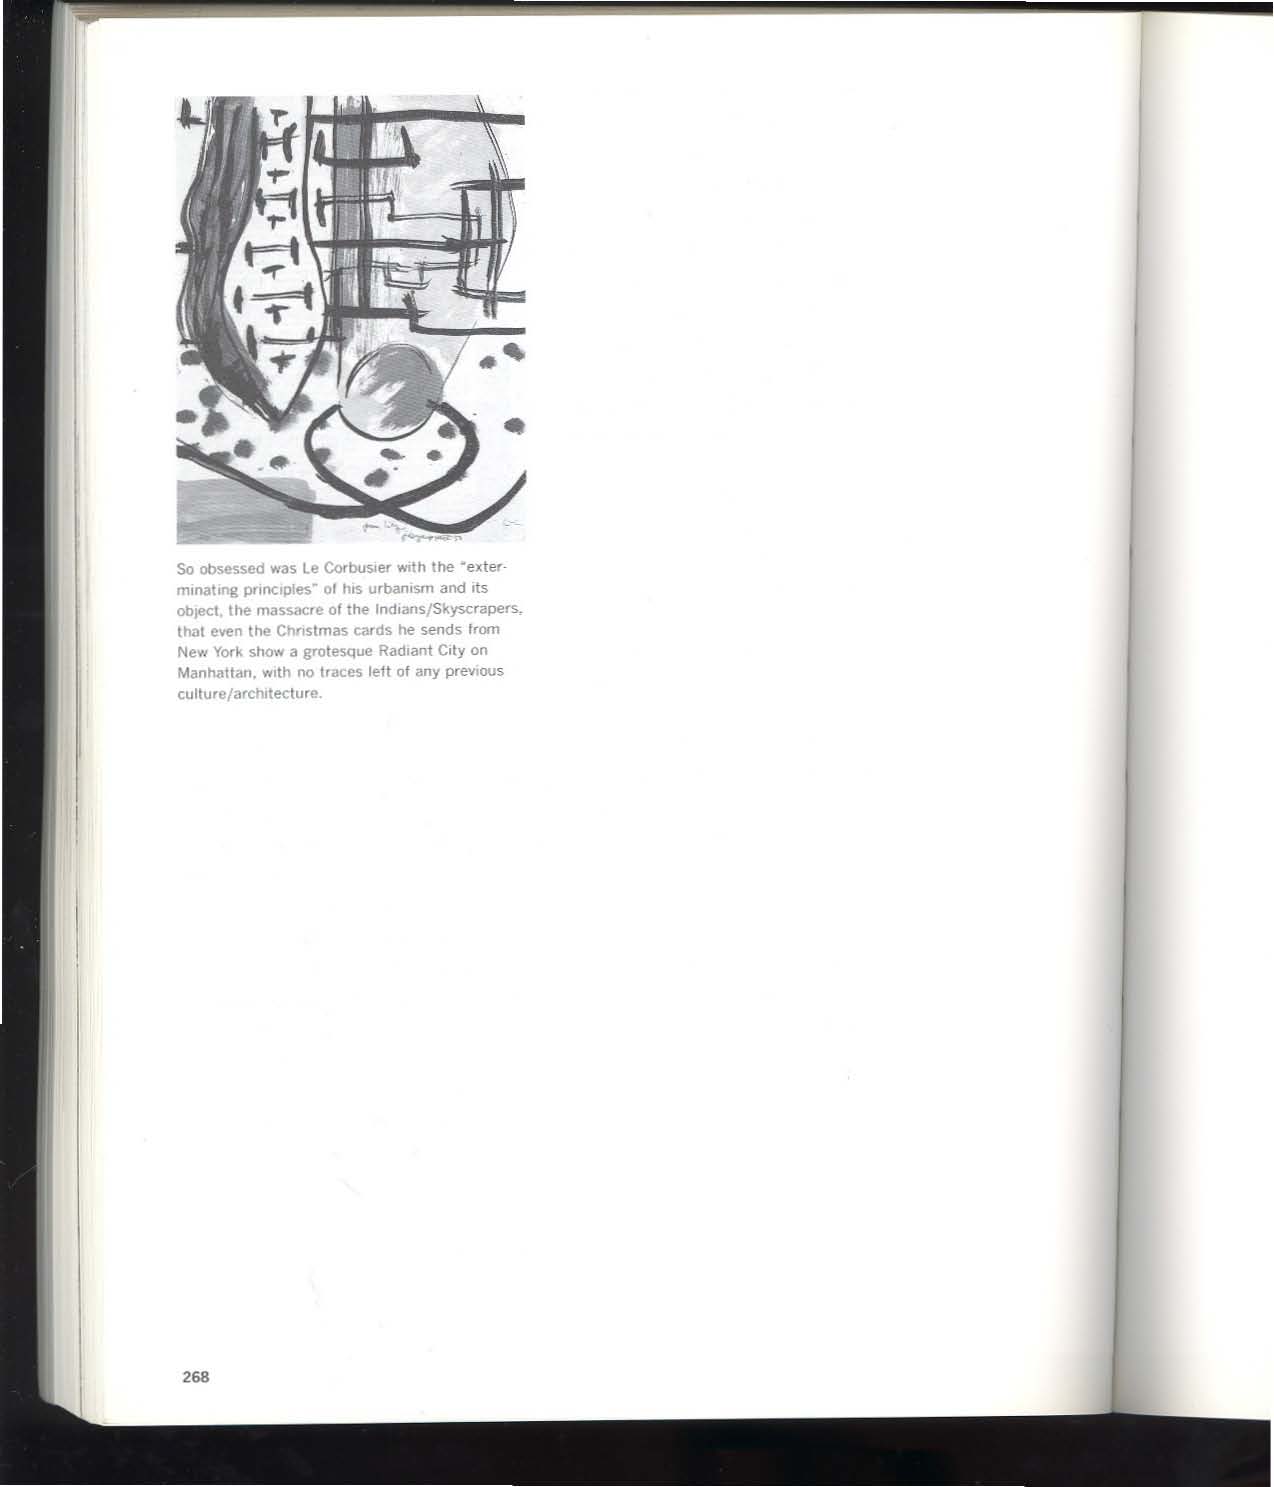 So obsessed was Le Corbusier with the "exter-
minating principles" of his urbanism and its
object, the massacre of the Indians/Skyscrapers,
that even the Christmas cards he sends from
New York show a grotesque Radiant City on
Manhattan, with no traces left of any previous
culture/architecture.
268